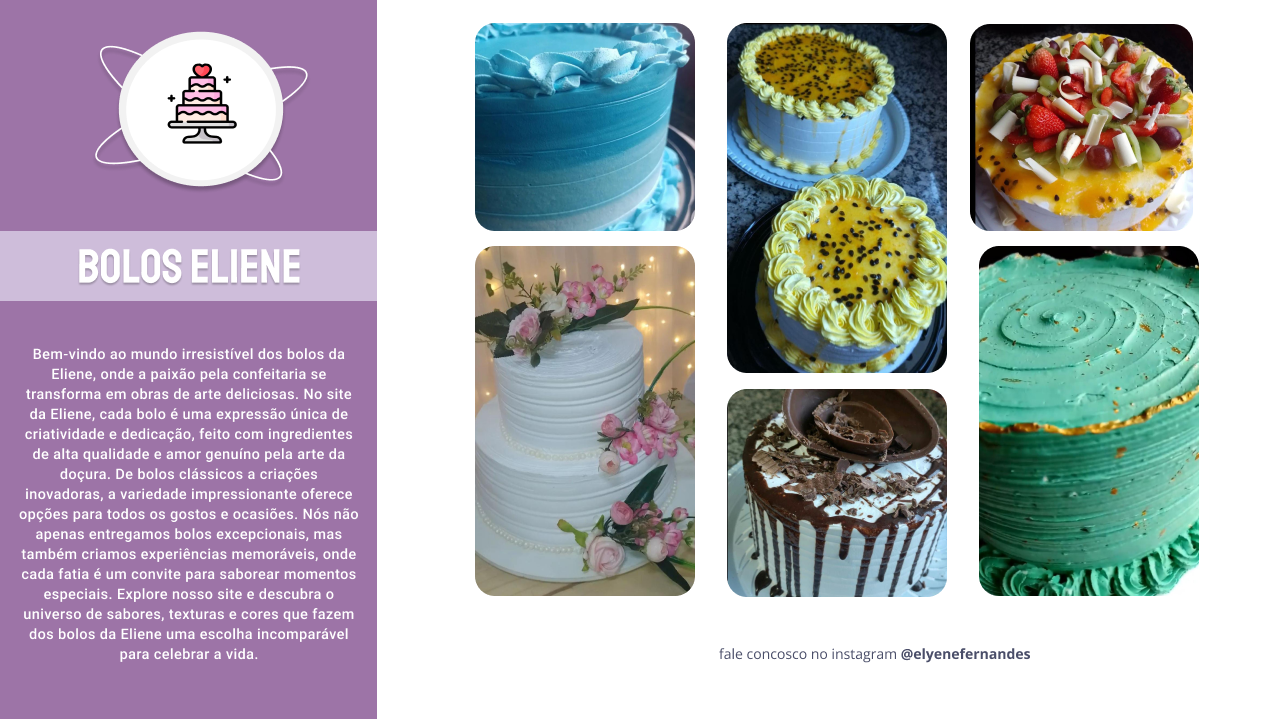 BOLOS ELIENE
Bem-vindo ao mundo irresistível dos bolos da
Eliene, onde a paixão pela confeitaria se
transforma em obras de arte deliciosas. No site
da Eliene, cada bolo é uma expressão única de
criatividade e dedicação, feito com ingredientes
de alta qualidade e amor genuíno pela arte da
doçura. De bolos clássicos a criações
inovadoras, a variedade impressionante oferece
opções para todos os gostos e ocasiões. Nós não
apenas entregamos bolos excepcionais, mas
também criamos experiências memoráveis, onde
cada fatia é um convite para saborear momentos
especiais. Explore nosso site e descubra o
universo de sabores, texturas e cores que fazem
dos bolos da Eliene uma escolha incomparável
para celebrar a vida.
fale concosco no instagram @elyenefernandes